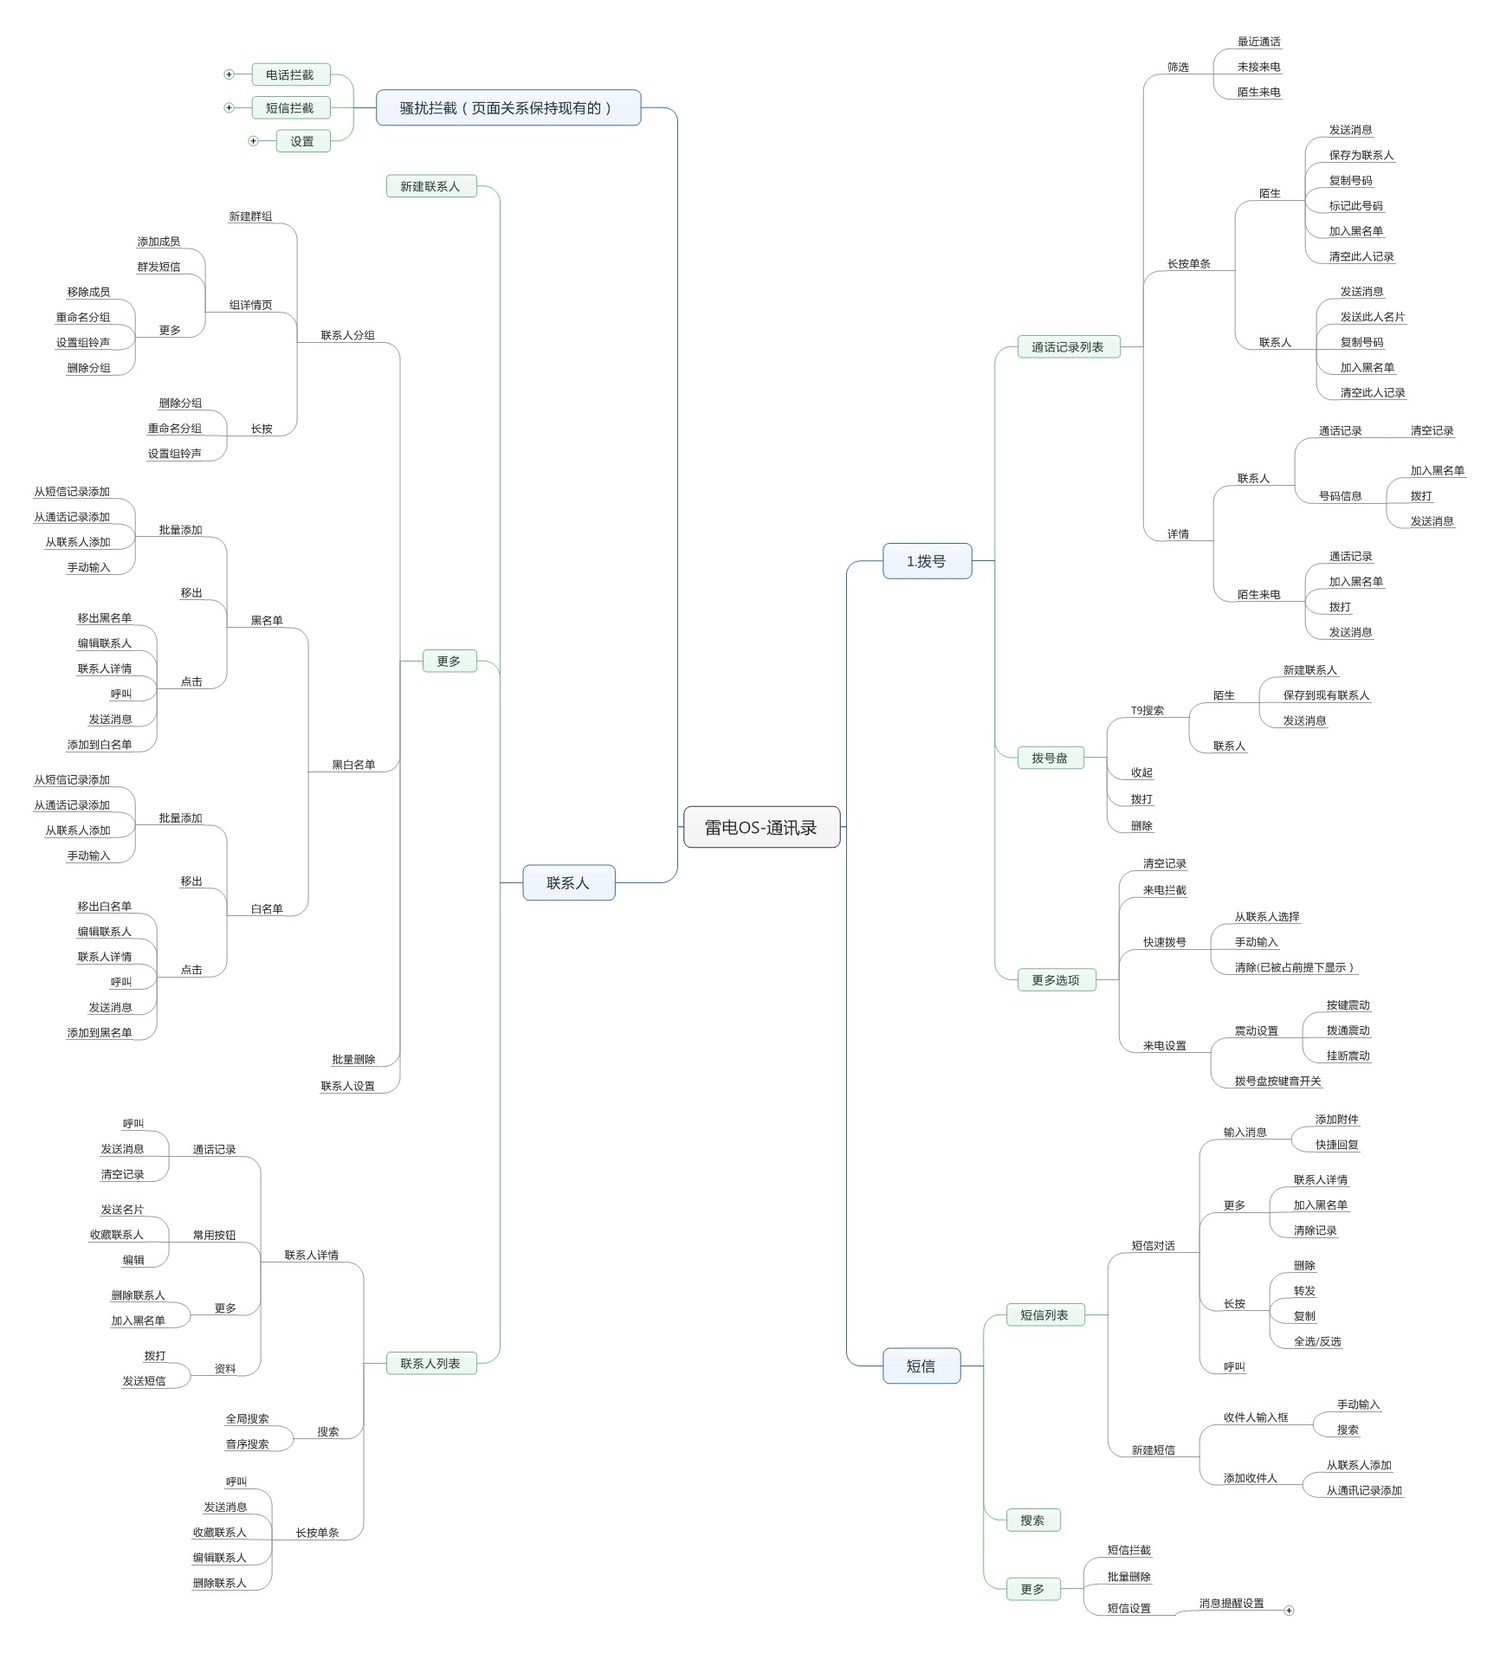 雷电OS-通讯录
1.拨号
通话记录列表
筛选
最近通话
未接来电
陌生来电
长按单条
陌生
发送消息
保存为联系人
复制号码
标记此号码
加入黑名单
清空此人记录
联系人
发送消息
发送此人名片
复制号码
加入黑名单
清空此人记录
详情
联系人
通话记录
清空记录
号码信息
加入黑名单
拨打
发送消息
陌生来电
通话记录
加入黑名单
拨打
发送消息
拨号盘
T9搜索
陌生
新建联系人
保存到现有联系人
发送消息
联系人
收起
拨打
删除
更多选项
清空记录
来电拦截
快速拨号
从联系人选择
手动输入
清除(已被占前提下显示）
来电设置
震动设置
按键震动
拨通震动
挂断震动
拨号盘按键音开关
短信
短信列表
短信对话
输入消息
添加附件
快捷回复
更多
联系人详情
加入黑名单
清除记录
长按
删除
转发
复制
全选/反选
呼叫
新建短信
收件人输入框
手动输入
搜索
添加收件人
从联系人添加
从通讯记录添加
搜索
更多
短信拦截
批量删除
短信设置
消息提醒设置
骚扰拦截（页面关系保持现有的）
电话拦截
短信拦截
设置
联系人
新建联系人
更多
联系人分组
新建群组
组详情页
添加成员
群发短信
更多
移除成员
重命名分组
设置组铃声
删除分组
长按
删除分组
重命名分组
设置组铃声
黑白名单
黑名单
批量添加
从短信记录添加
从通话记录添加
从联系人添加
手动输入
移出
点击
移出黑名单
编辑联系人
联系人详情
呼叫
发送消息
添加到白名单
白名单
批量添加
从短信记录添加
从通话记录添加
从联系人添加
手动输入
移出
点击
移出白名单
编辑联系人
联系人详情
呼叫
发送消息
添加到黑名单
批量删除
联系人设置
联系人列表
联系人详情
通话记录
呼叫
发送消息
清空记录
常用按钮
发送名片
收藏联系人
编辑
更多
删除联系人
加入黑名单
资料
拨打
发送短信
搜索
全局搜索
音序搜索
长按单条
呼叫
发送消息
收藏联系人
编辑联系人
删除联系人